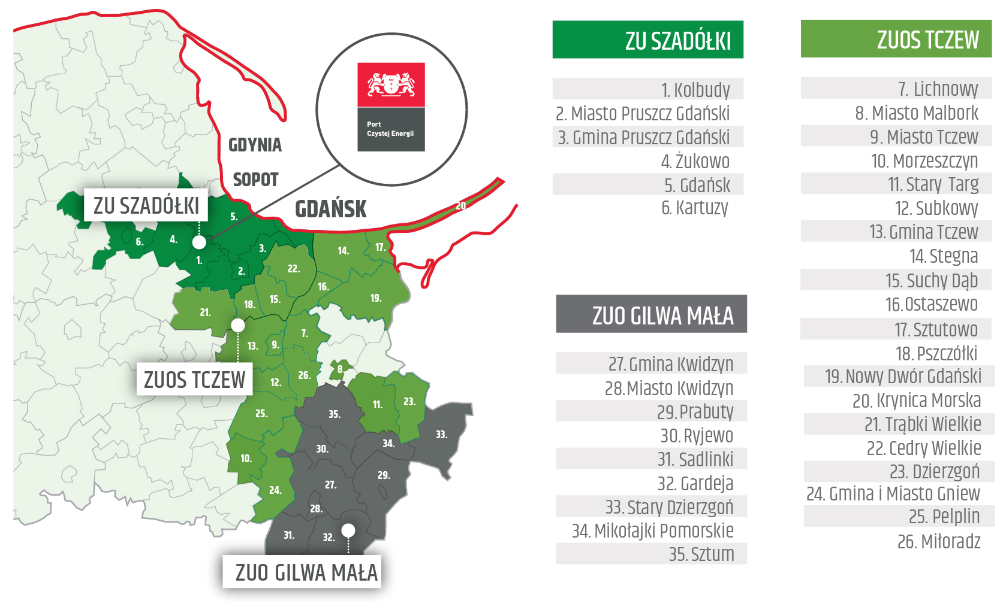 GDYNIA
SOPOT
GDAŃSK
Port
Czystej Energii
ZU SZADÓŁKI
ZUOS TCZEW
ZUO GILWA MAŁA
5.
4.
6.
1.
3.
2.
20
14.
17.
22.
16.
19.
15.
18.
21.
7.
13.
9.
8.
26.
12.
25.
11.
23.
35.
33.
34.
30.
10.
29.
27.
24.
28.
31.
32.
ZU SZADÓŁKI
1. Kolbudy
2. Miasto Pruszcz Gdański
3. Gmina Pruszcz Gdański
4. Żukowo
5. Gdańsk
6. Kartuzy
ZUO GILWA MAŁA
27. Gmina Kwidzyn
28.Miasto Kwidzyn
29. Prabuty
30. Ryjewo
31. Sadlinki
32. Gardeja
33. Stary Dzierzgoń
34. Mikołajki Pomorskie
35. Sztum
ZUOS TCZEW
7. Lichnowy
8. Miasto Malbork
9. Miasto Tczew
10. Morzeszczyn
11. Stary Targ
12. Subkowy
13. Gmina Tczew
14. Stegna
15. Suchy Dąb
16.Ostaszewo
17. Sztutowo
18. Pszczółki
19. Nowy Dwór Gdański
20. Krynica Morska
21. Trąbki Wielkie
22. Cedry Wielkie
23. Dzierzgoń
24. Gmina i Miasto Gniew
25. Pelplin
26. Miłoradz